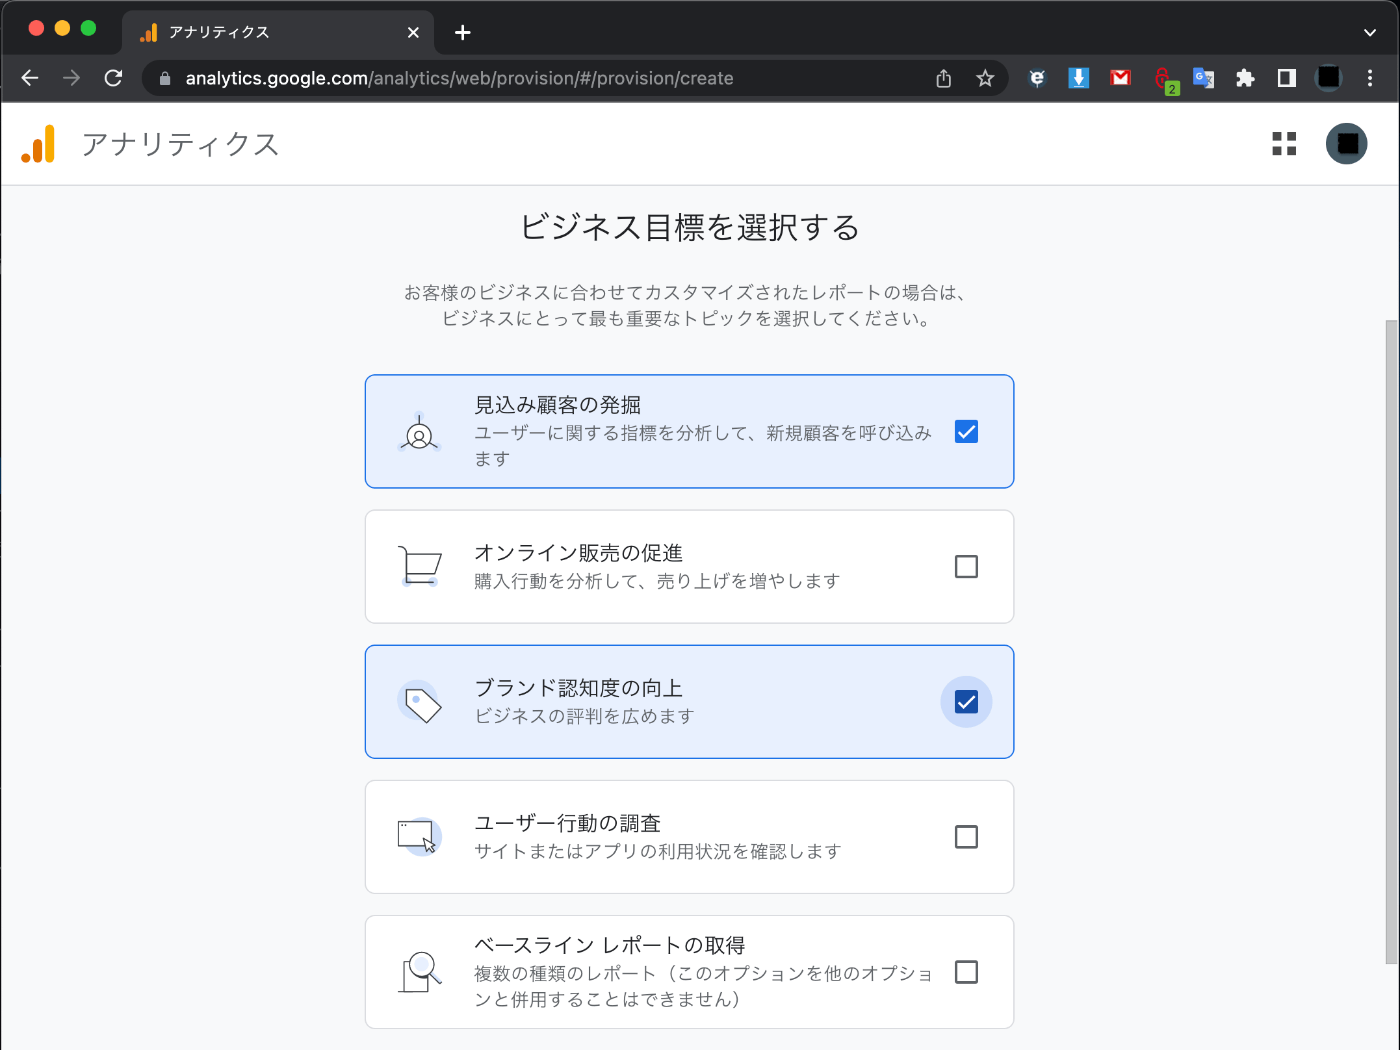 アナリティクス
analytics.google.com/analytics/web/provision/#/provision/create
2
アナリティクス
ビジネス目標を選択する
お客様のビジネスに合わせてカスタマイズされたレポートの場合は、
ビジネスにとって最も重要なトピックを選択してください。
見込み顧客の発掘
ユーザーに関する指標を分析して、新規顧客を呼び込み
ます
オンライン販売の促進
購入行動を分析して、売り上げを増やします
ブランド認知度の向上
ビジネスの評判を広めます
ユーザー行動の調査
サイトまたはアプリの利用状況を確認します
ベースライン レポートの取得
複数の種類のレポート（このオプションを他のオプショ
ンと併用することはできません）